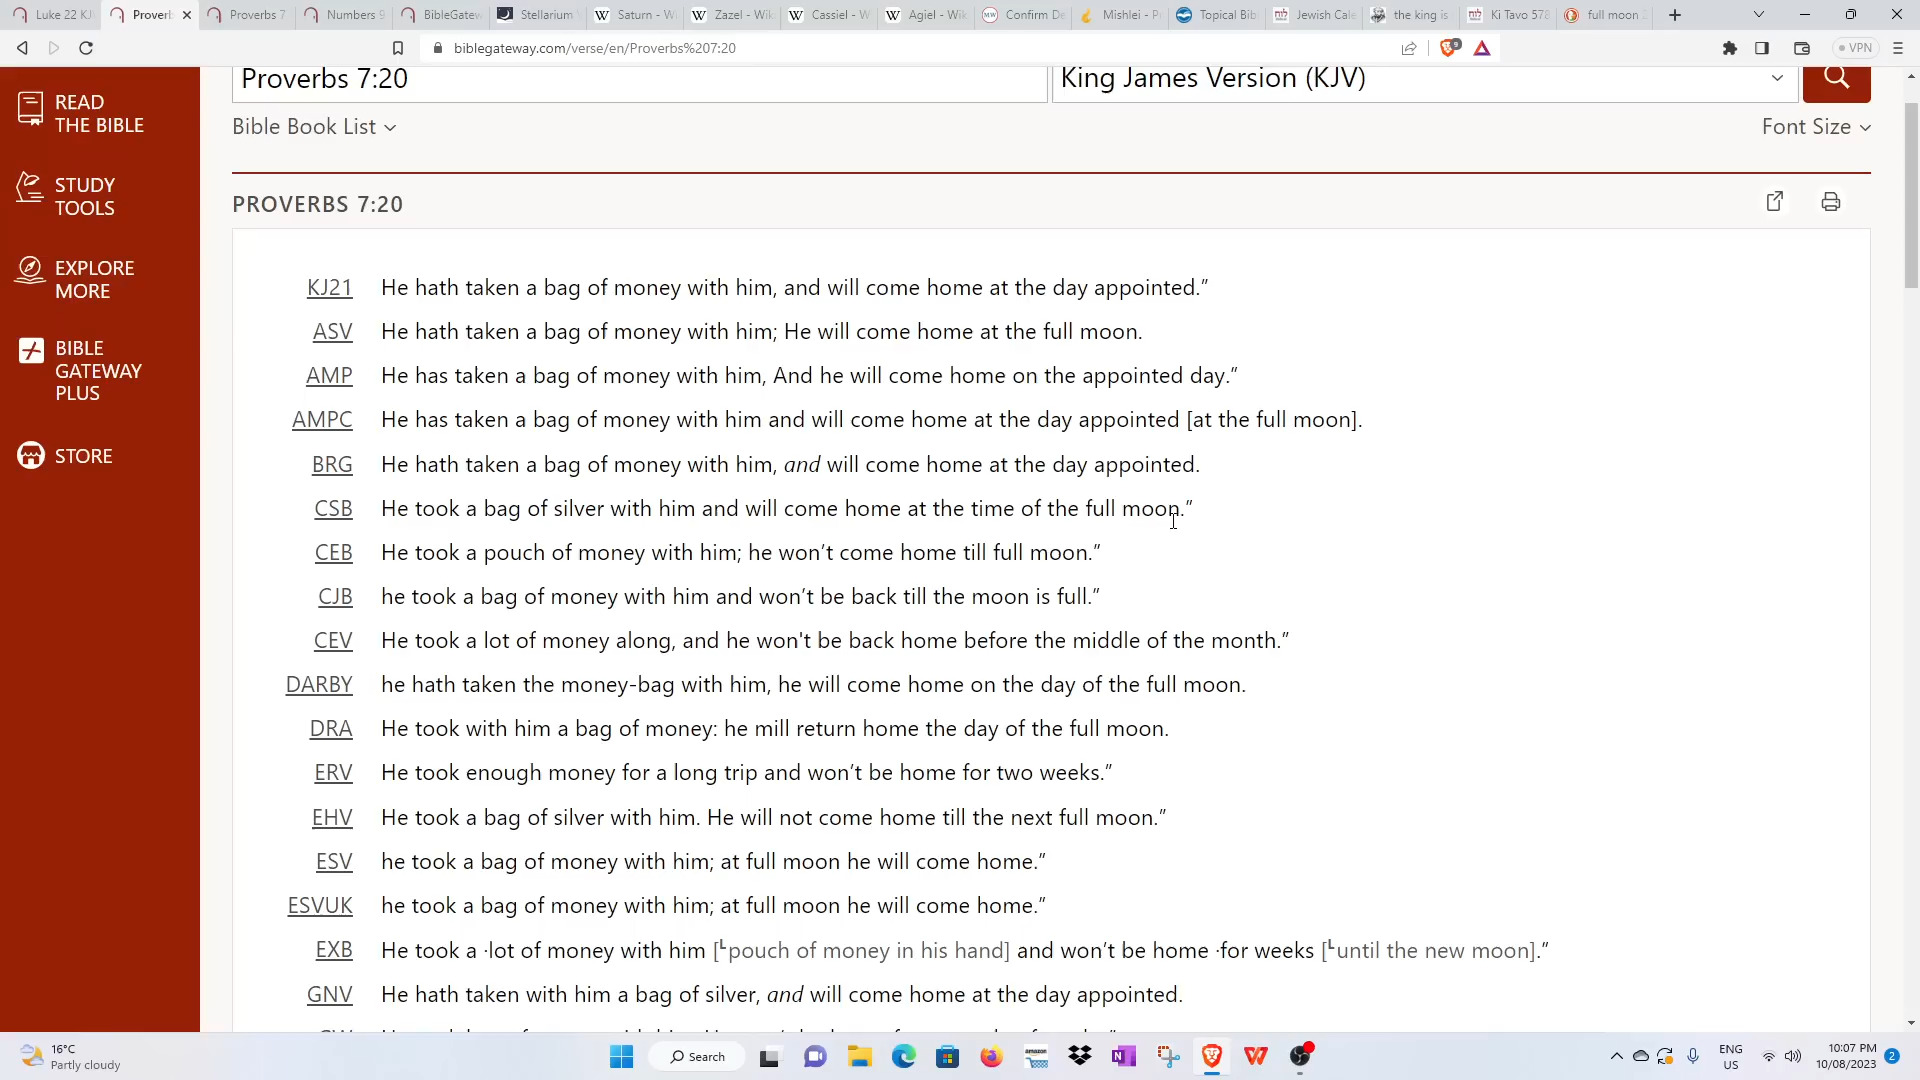 Luke 22 KJ
Proverb
Proverbs 7
Numbers 9
BibleGatew
Stellarium
Saturn - Wi
Zazel - Wiki
Cassiel - W
Agiel - Wik
Confirm De
Mishlei - P
Topical Bib
Jewish Cale
the king is
Ki Tavo 578
full moon
biblegateway.com/verse/en/Proverbs%207:20
VPN
READ
THE BIBLE
STUDY
TOOLS
EXPLORE
MORE
BIBLE
GATEWAY
PLUS
STORE
Proverbs 7:20
King James Version (KJV)
Bible Book List
Font Size
PROVERBS 7:20
KJ21 He hath taken a bag of money with him, and will come home at the day appointed.”
ASV He hath taken a bag of money with him; He will come home at the full moon.
AMP He has taken a bag of money with him, And he will come home on the appointed day.”
AMPC He has taken a bag of money with him and will come home at the day appointed [at the full moon].
BRG He hath taken a bag of money with him, and will come home at the day appointed.
CSB He took a bag of silver with him and will come home at the time of the full moon.”
CEB He took a pouch of money with him; he won’t come home till full moon.”
CJB he took a bag of money with him and won’t be back till the moon is full.”
CEV He took a lot of money along, and he won't be back home before the middle of the month.”
DARBY he hath taken the money-bag with him, he will come home on the day of the full moon.
DRA He took with him a bag of money: he mill return home the day of the full moon.
ERV He took enough money for a long trip and won’t be home for two weeks.”
EHV He took a bag of silver with him. He will not come home till the next full moon.”
ESV he took a bag of money with him; at full moon he will come home.”
ESVUK he took a bag of money with him; at full moon he will come home.”
EXB He took a ·lot of money with him [└pouch of money in his hand] and won’t be home ·for weeks [└until the new moon].”
GNV He hath taken with him a bag of silver, and will come home at the day appointed.
16°C
Partly cloudy
Search
amazon
ENG
US
10:07 PM
10/08/2023
2